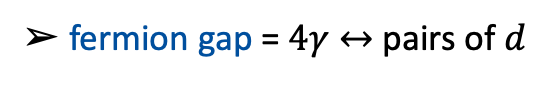 ➢ fermion gap = 4γ ↔ pairs of d